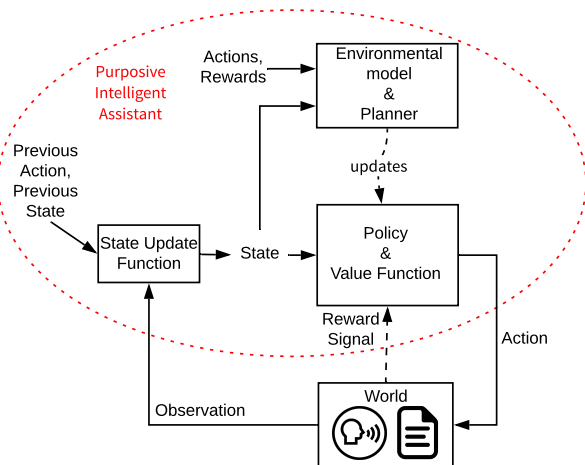 Purposive
Intelligent
Assistant
Actions,
Rewards
Environmental
model
&
Planner
updates
Previous
Action,
Previous
State
State Update
Function
State
Policy
&
Value Function
Reward
Signal
Action
Observation
World